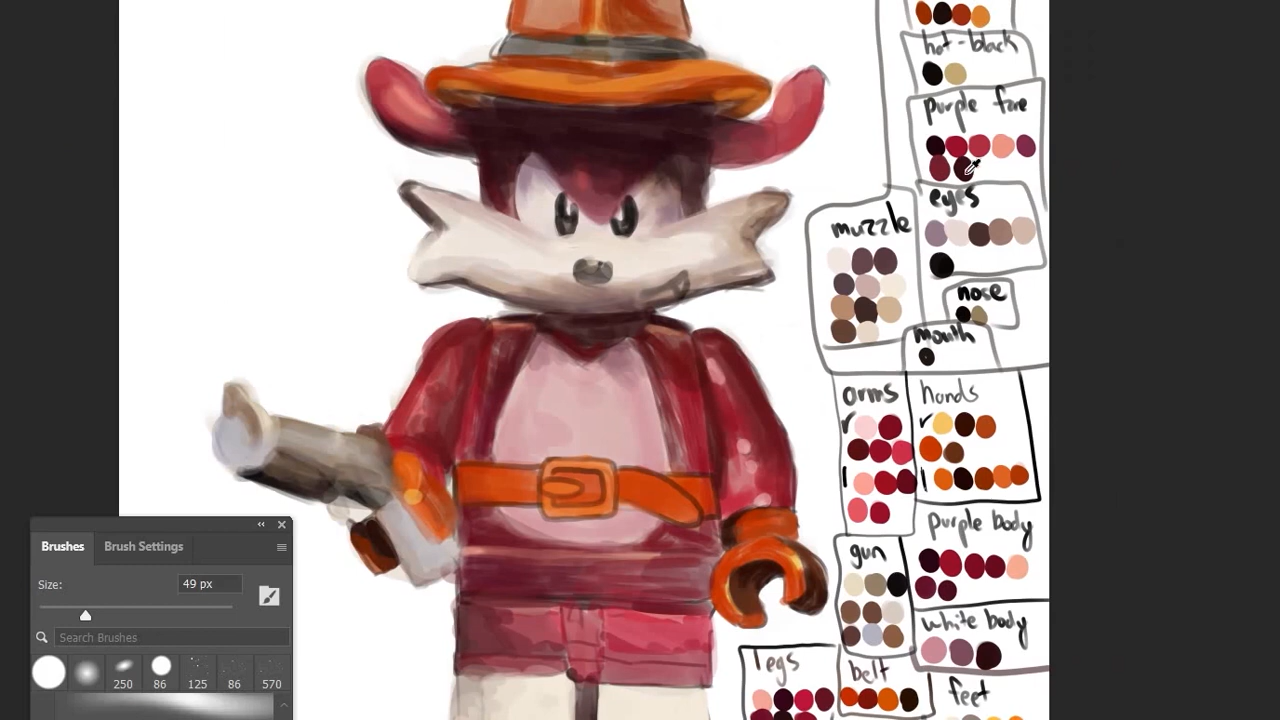 hat-black
purple face
eyes
muzzle
nose
mouth
arms
hands
r
r
l
l
purple body
gun
white body
legs
belt
feet
Brushes
Brush Settings
Size:
49 px
Search Brushes
250
86
125
86
570